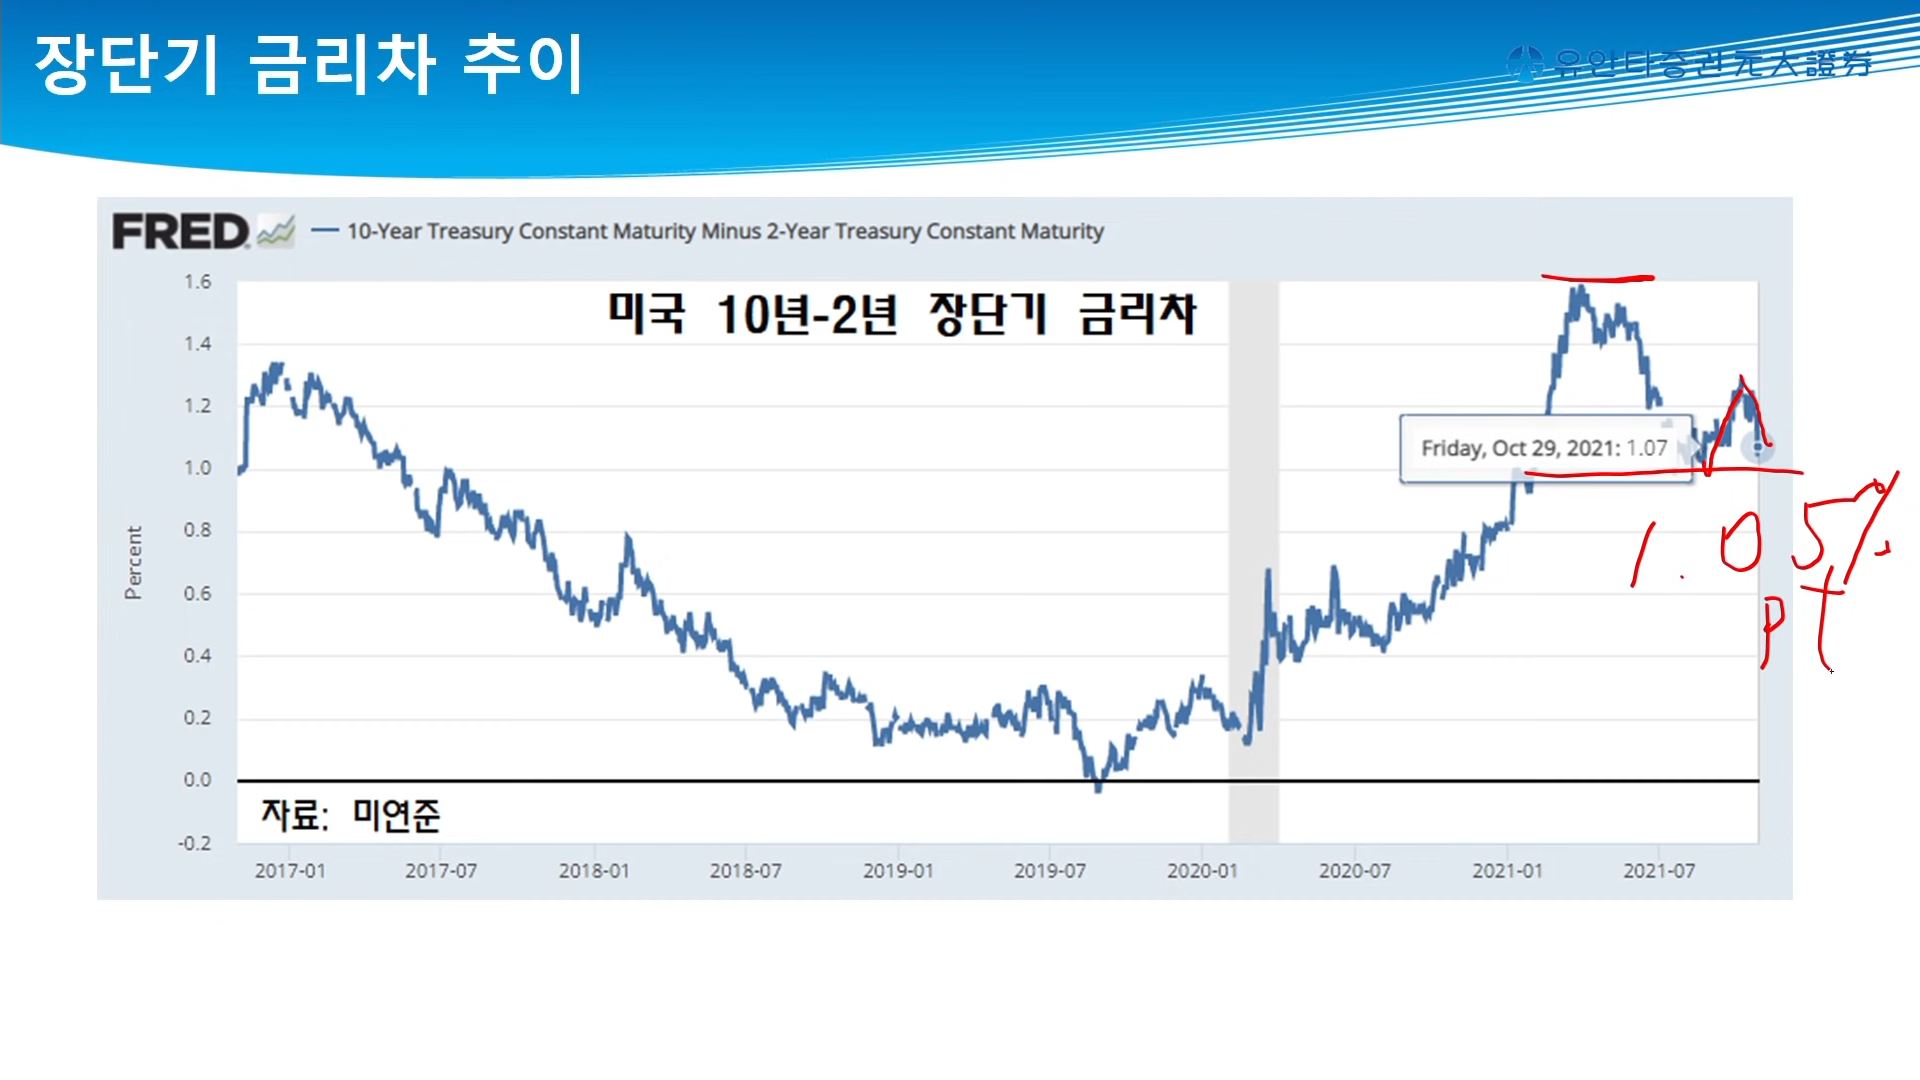 장단기 금리차 추이
유안타증권 元大證券
FRED 10-Year Treasury Constant Maturity Minus 2-Year Treasury Constant Maturity
미국 10년-2년 장단기 금리차
1.6
1.4
1.2
1.0
0.8
0.6
0.4
0.2
0.0
-0.2
Percent
Friday, Oct 29, 2021: 1.07
1.05%
pt
자료: 미연준
2017-01 2017-07 2018-01 2018-07 2019-01 2019-07 2020-01 2020-07 2021-01 2021-07